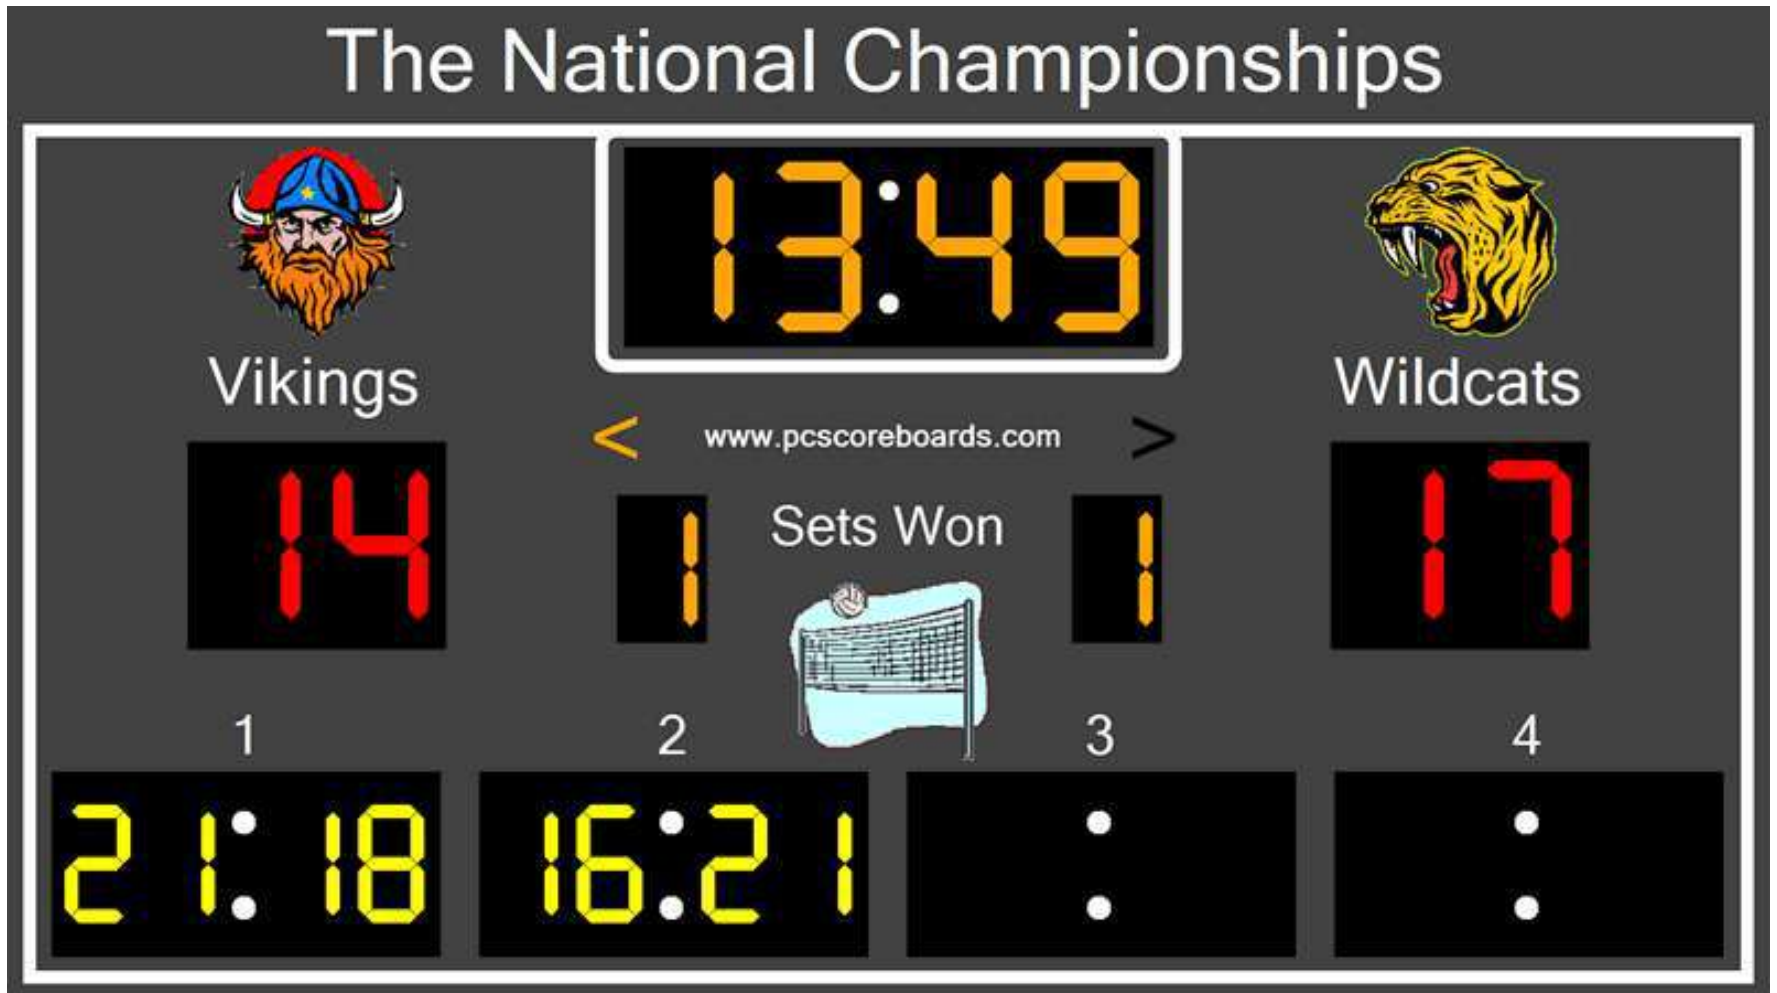 The National Championships
13:49
Vikings
Wildcats
< www.pcscoreboards.com >
14
1
Sets Won
1
17
1
2
3
4
21:18
16:21
:
: